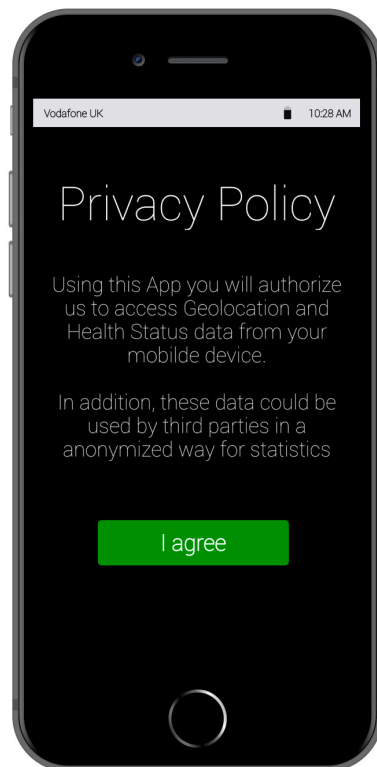 Vodafone UK 10:28 AM
Privacy Policy
Using this App you will authorize
us to access Geolocation and
Health Status data from your
mobilde device.
In addition, these data could be
used by third parties in a
anonymized way for statistics
I agree